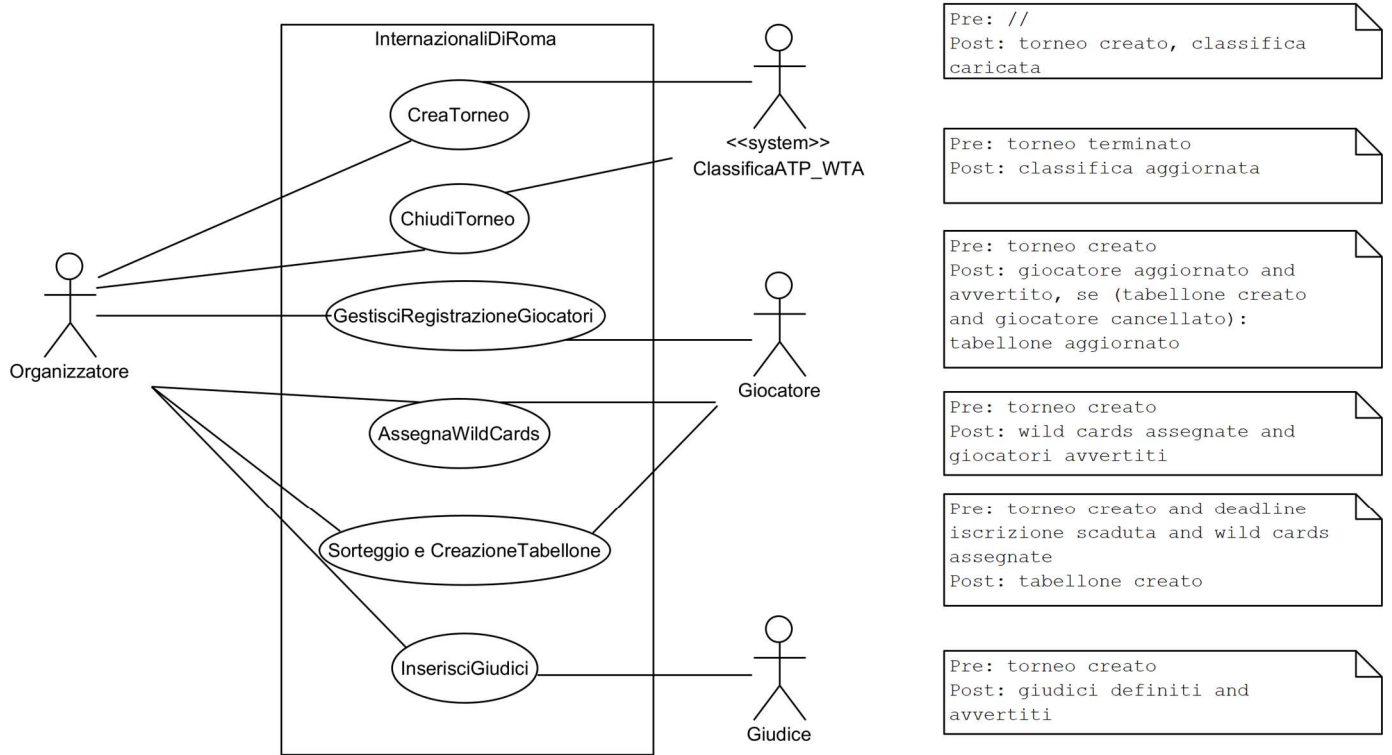 InternazionaliDiRoma
CreaTorneo
ChiudiTorneo
GestisciRegistrazioneGiocatori
AssegnaWildCards
Sorteggio e CreazioneTabellone
InserisciGiudici
Organizzatore
<<system>>
ClassificaATP_WTA
Giocatore
Giudice
Pre: //
Post: torneo creato, classifica
caricata
Pre: torneo terminato
Post: classifica aggiornata
Pre: torneo creato
Post: giocatore aggiornato and
avvertito, se (tabellone creato
and giocatore cancellato):
tabellone aggiornato
Pre: torneo creato
Post: wild cards assegnate and
giocatori avvertiti
Pre: torneo creato and deadline
iscrizione scaduta and wild cards
assegnate
Post: tabellone creato
Pre: torneo creato
Post: giudici definiti and
avvertiti